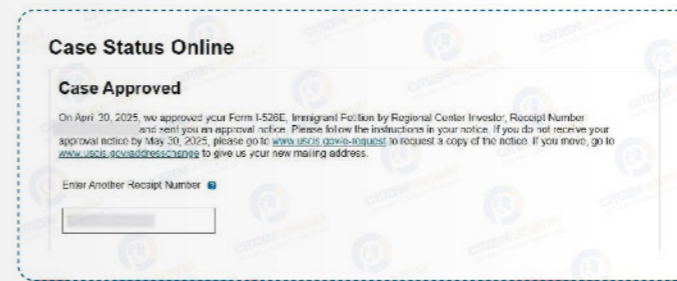 Case Status Online
Case Approved
On April 30, 2025, we approved your Form I-526E, Immigrant Petition by Regional Center Investor, Receipt Number
and sent you an approval notice. Please follow the instructions in your notice. If you do not receive your
approval notice by May 30, 2025, please go to www.uscis.gov/e-request to request a copy of the notice. If you move, go to
www.uscis.gov/addresschange to give us your new mailing address.
Enter Another Receipt Number